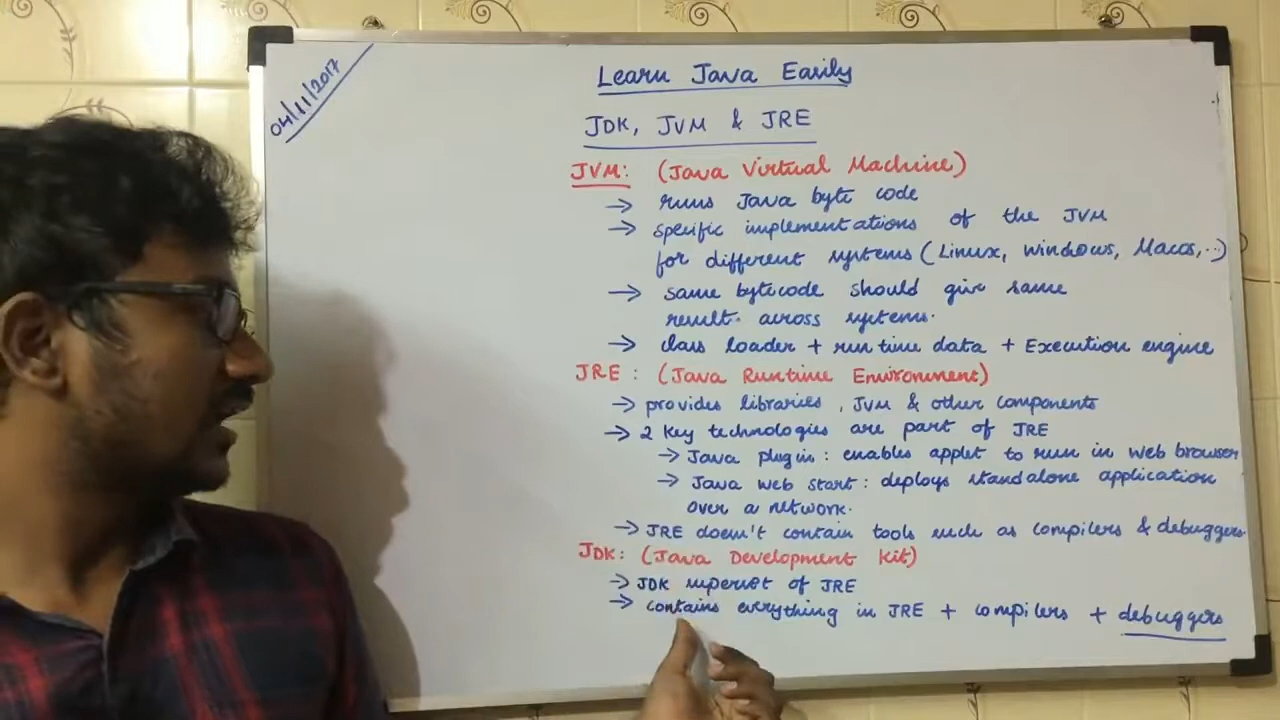 04/11/2017
Learn Java Easily
JDK, JVM & JRE
JVM: (Java Virtual Machine)
→ runs Java byte code
→ specific implementations of the JVM
for different systems (Linux, Windows, Macos,..)
→ same bytecode should give same
result. across systems.
→ class loader + run time data + Execution engine
JRE : (Java Runtime Environment)
→ provides libraries, JVM & other components
→ 2 key technologies are part of JRE
→ Java plugin : enables applet to run in web browser
→ Java web start : deploys standalone application
over a network.
→ JRE doesn't contain tools such as compilers & debuggers
JDK: (Java Development Kit)
→ JDK superset of JRE
→ contains everything in JRE + compilers + debuggers